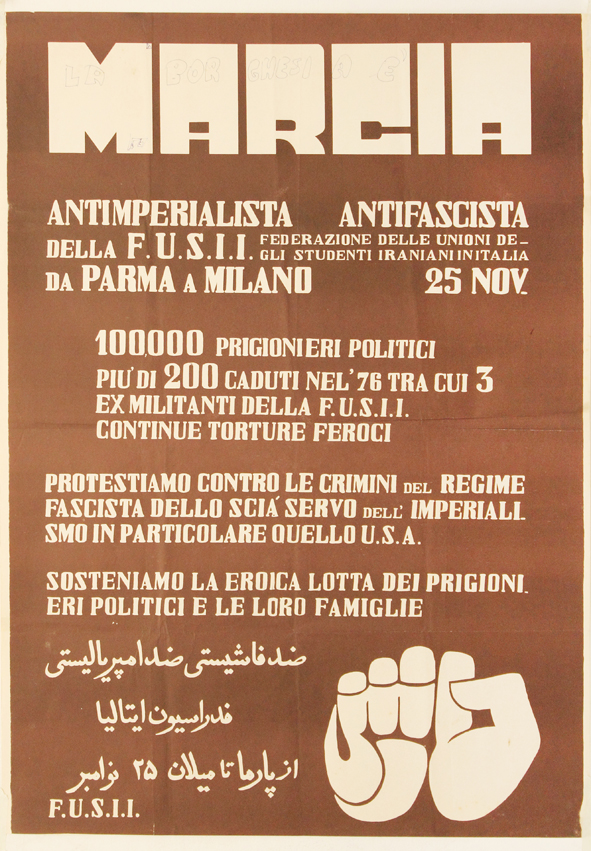 MARCIA
ANTIMPERIALISTA ANTIFASCISTA
DELLA F.U.S.I.I. FEDERAZIONE DELLE UNIONI DE-
GLI STUDENTI IRANIANI IN ITALIA
DA PARMA A MILANO 25 NOV.
100,000 PRIGIONIERI POLITICI
PIU' DI 200 CADUTI NEL '76 TRA CUI 3
EX MILITANTI DELLA F.U.S.I.I.
CONTINUE TORTURE FEROCI
PROTESTIAMO CONTRO LE CRIMINI DEL REGIME
FASCISTA DELLO SCIA' SERVO DELL' IMPERIALI-
SMO IN PARTICOLARE QUELLO U.S.A.
SOSTENIAMO LA EROICA LOTTA DEI PRIGIONI-
ERI POLITICI E LE LORO FAMIGLIE
ضد فاشیستی ضد امپریالیستی
فدراسیون ایتالیا
از پارما تا میلان ۲۵ نوامبر
F.U.S.I.I.